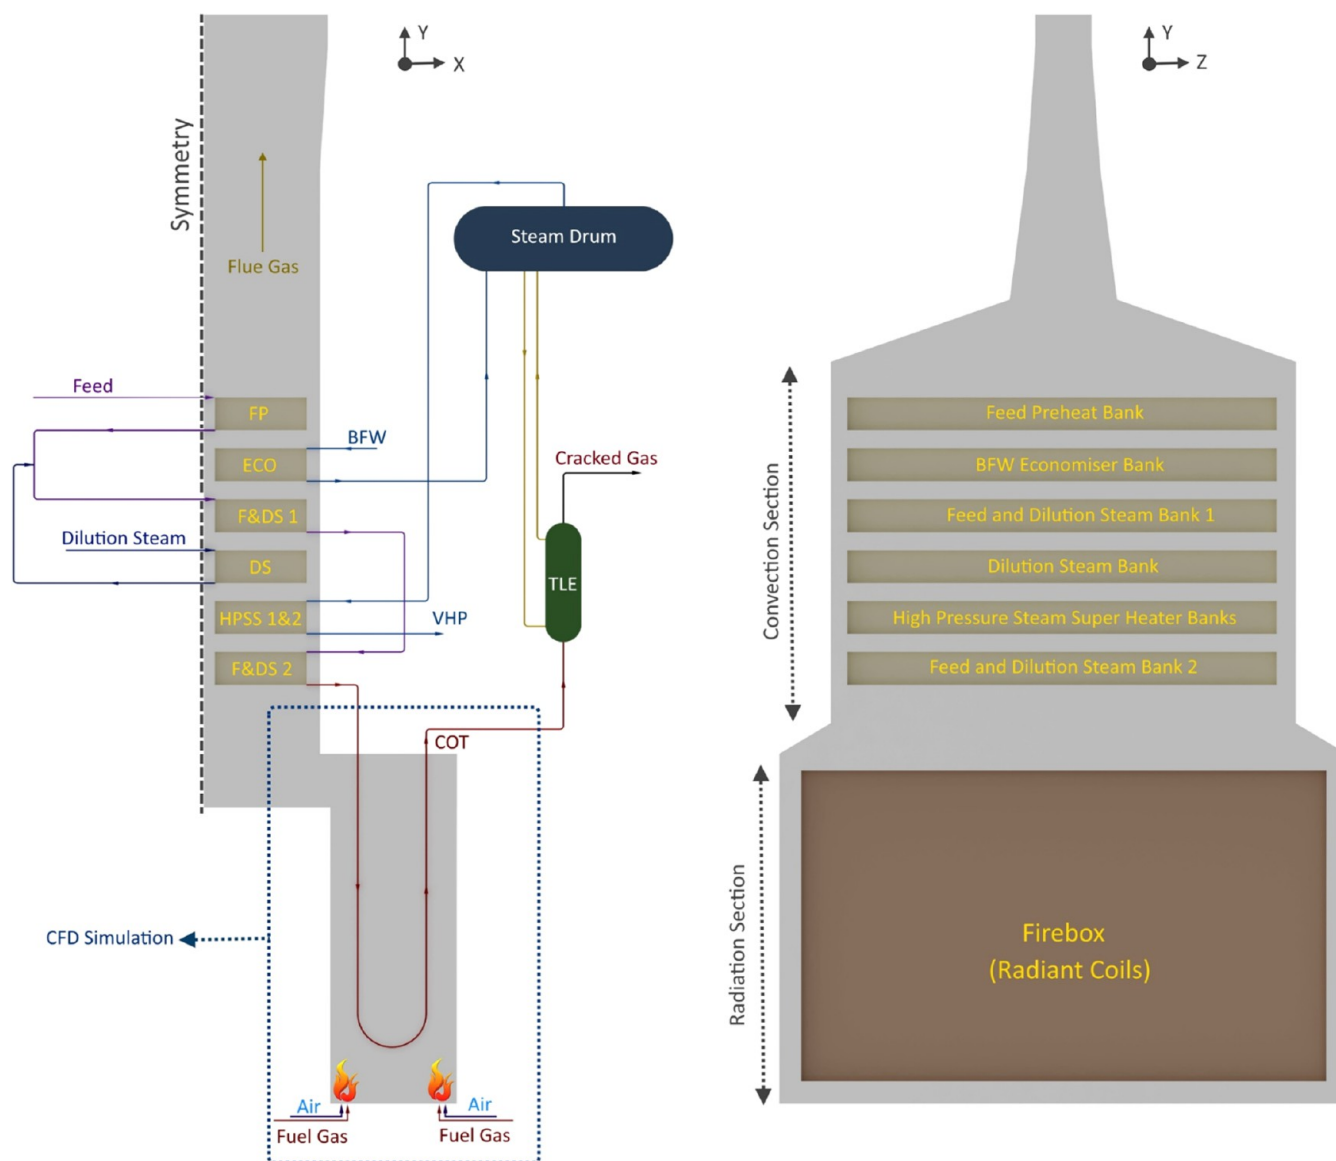 Y
X
Symmetry
Flue Gas
Steam Drum
Feed
FP
BFW
ECO
Cracked Gas
F&DS 1
Dilution Steam
DS
TLE
HPSS 1&2
VHP
F&DS 2
COT
CFD Simulation
Air
Fuel Gas
Air
Fuel Gas
Y
Z
Convection Section
Feed Preheat Bank
BFW Economiser Bank
Feed and Dilution Steam Bank 1
Dilution Steam Bank
High Pressure Steam Super Heater Banks
Feed and Dilution Steam Bank 2
Radiation Section
Firebox
(Radiant Coils)